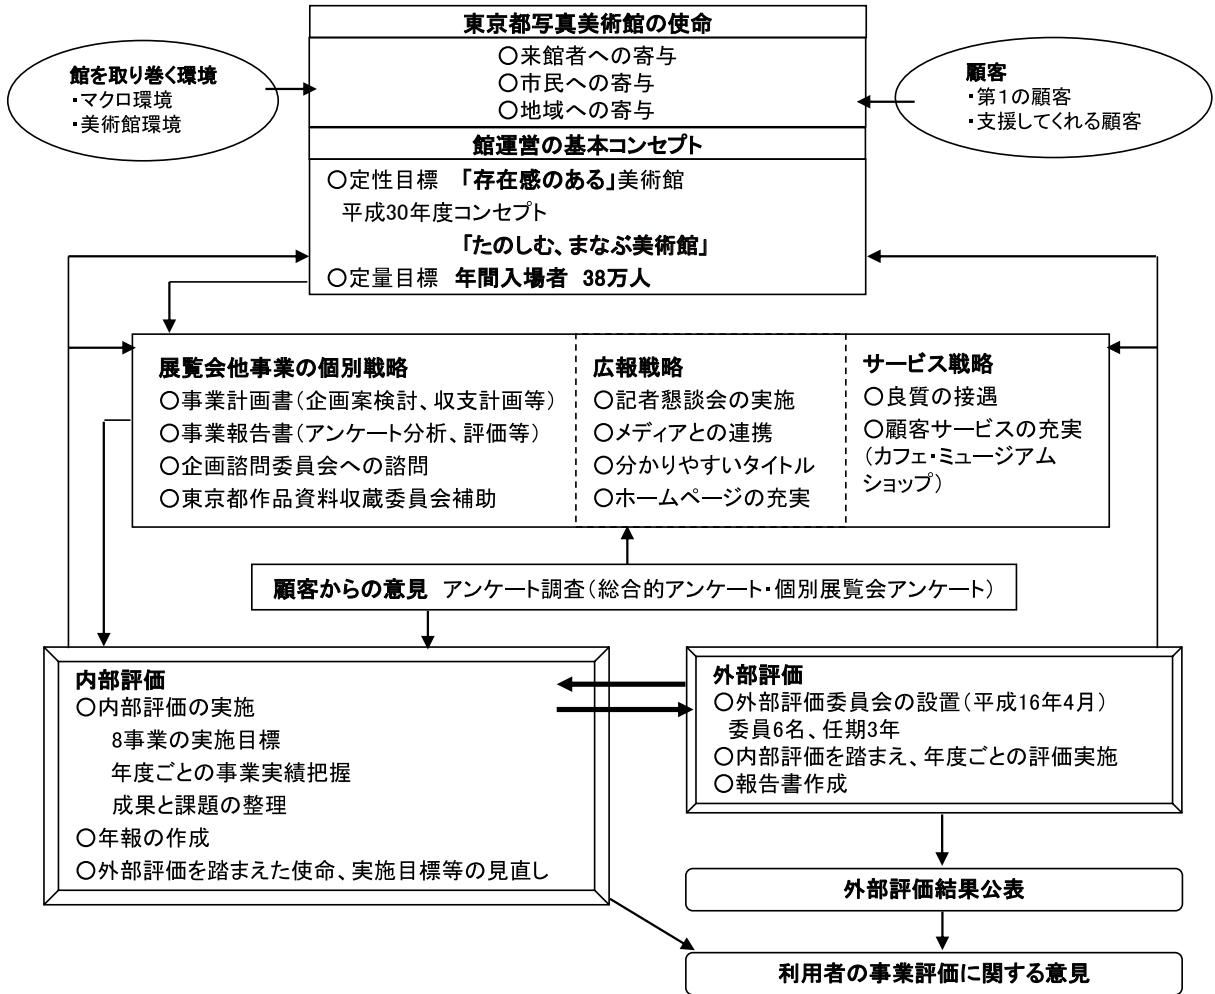 東京都写真美術館の使命
○来館者への寄与
○市民への寄与
○地域への寄与
館を取り巻く環境
・マクロ環境
・美術館環境
顧客
・第1の顧客
・支援してくれる顧客
館運営の基本コンセプト
○定性目標 「存在感のある」美術館
平成30年度コンセプト
「たのしむ、まなぶ美術館」
○定量目標 年間入場者 38万人
展覧会他事業の個別戦略
○事業計画書(企画案検討、収支計画等)
○事業報告書(アンケート分析、評価等)
○企画諮問委員会への諮問
○東京都作品資料収蔵委員会補助
広報戦略
○記者懇談会の実施
○メディアとの連携
○分かりやすいタイトル
○ホームページの充実
サービス戦略
○良質の接遇
○顧客サービスの充実
(カフェ・ミュージアム
ショップ)
顧客からの意見 アンケート調査(総合的アンケート・個別展覧会アンケート)
内部評価
○内部評価の実施
8事業の実施目標
年度ごとの事業実績把握
成果と課題の整理
○年報の作成
○外部評価を踏まえた使命、実施目標等の見直し
外部評価
○外部評価委員会の設置(平成16年4月)
委員6名、任期3年
○内部評価を踏まえ、年度ごとの評価実施
○報告書作成
外部評価結果公表
利用者の事業評価に関する意見